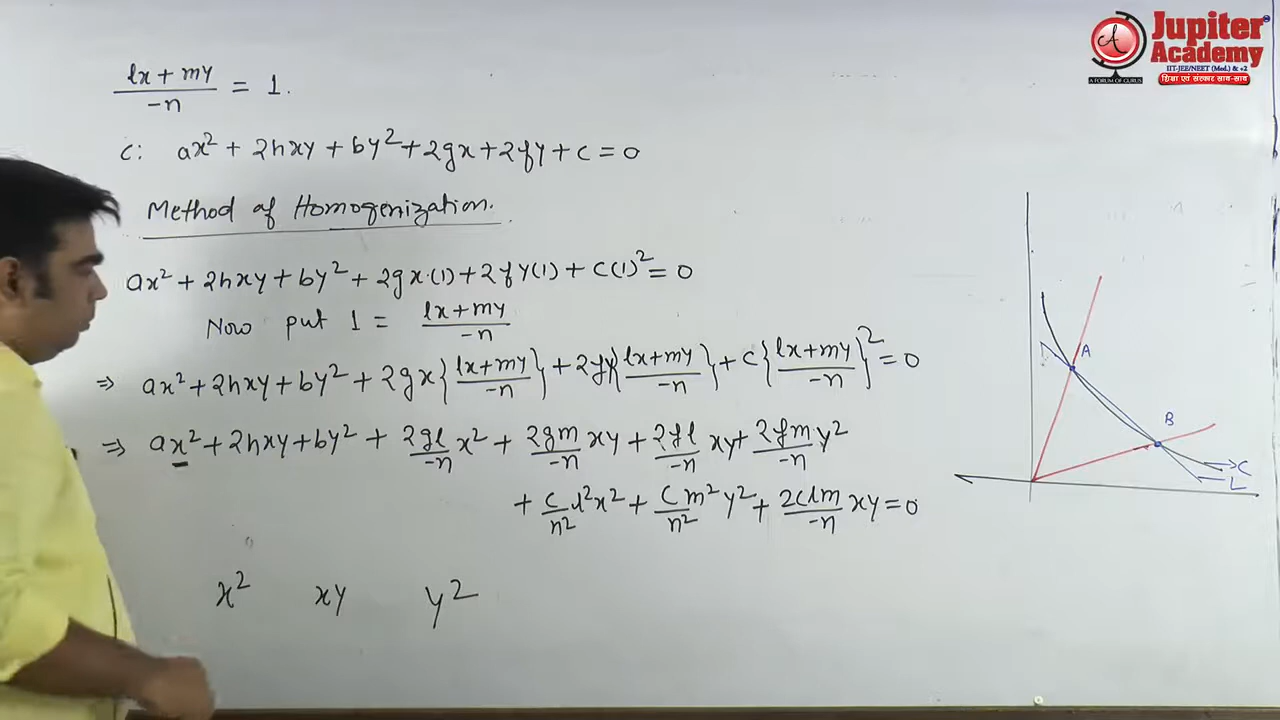 (lx + my)/(-n) = 1.
C: ax² + 2hxy + by² + 2gx + 2fy + c = 0
Method of Homogenization.
ax² + 2hxy + by² + 2gx·(1) + 2fy(1) + c(1)² = 0
Now put 1 = (lx + my)/(-n)
⇒ ax² + 2hxy + by² + 2gx{(lx + my)/(-n)} + 2fy{(lx + my)/(-n)} + c{(lx + my)/(-n)}² = 0
⇒ ax² + 2hxy + by² + (2gl)/(-n) x² + (2gm)/(-n) xy + (2fl)/(-n) xy + (2fm)/(-n) y²
+ (c/n²) l²x² + (Cm²)/(n²) y² + (2clm)/(-n) xy = 0
x² xy y²
A
B
C
L
Jupiter
Academy
IIT-JEE/NEET (Med.) & +2
शिक्षा एवं संस्कार साथ-साथ
A FORUM OF GURUS